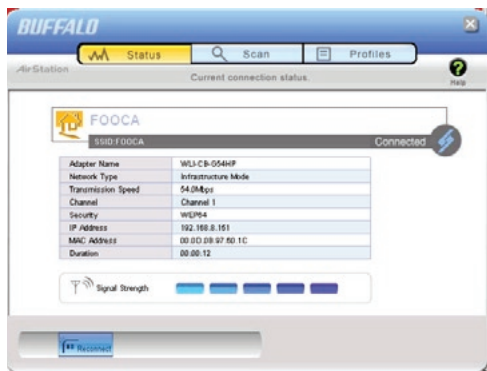 BUFFALO
Status Scan Profiles
AirStation
Current connection status.
Help
FOOCA
SSID:FOOCA
Connected
Adapter Name WLI-CB-G54HP
Network Type Infrastructure Mode
Transmission Speed 54.0Mbps
Channel Channel 1
Security WEP64
IP Address 192.168.8.161
MAC Address 00:0D:0B:97:60:1C
Duration 00:00:12
Signal Strength
Reconnect